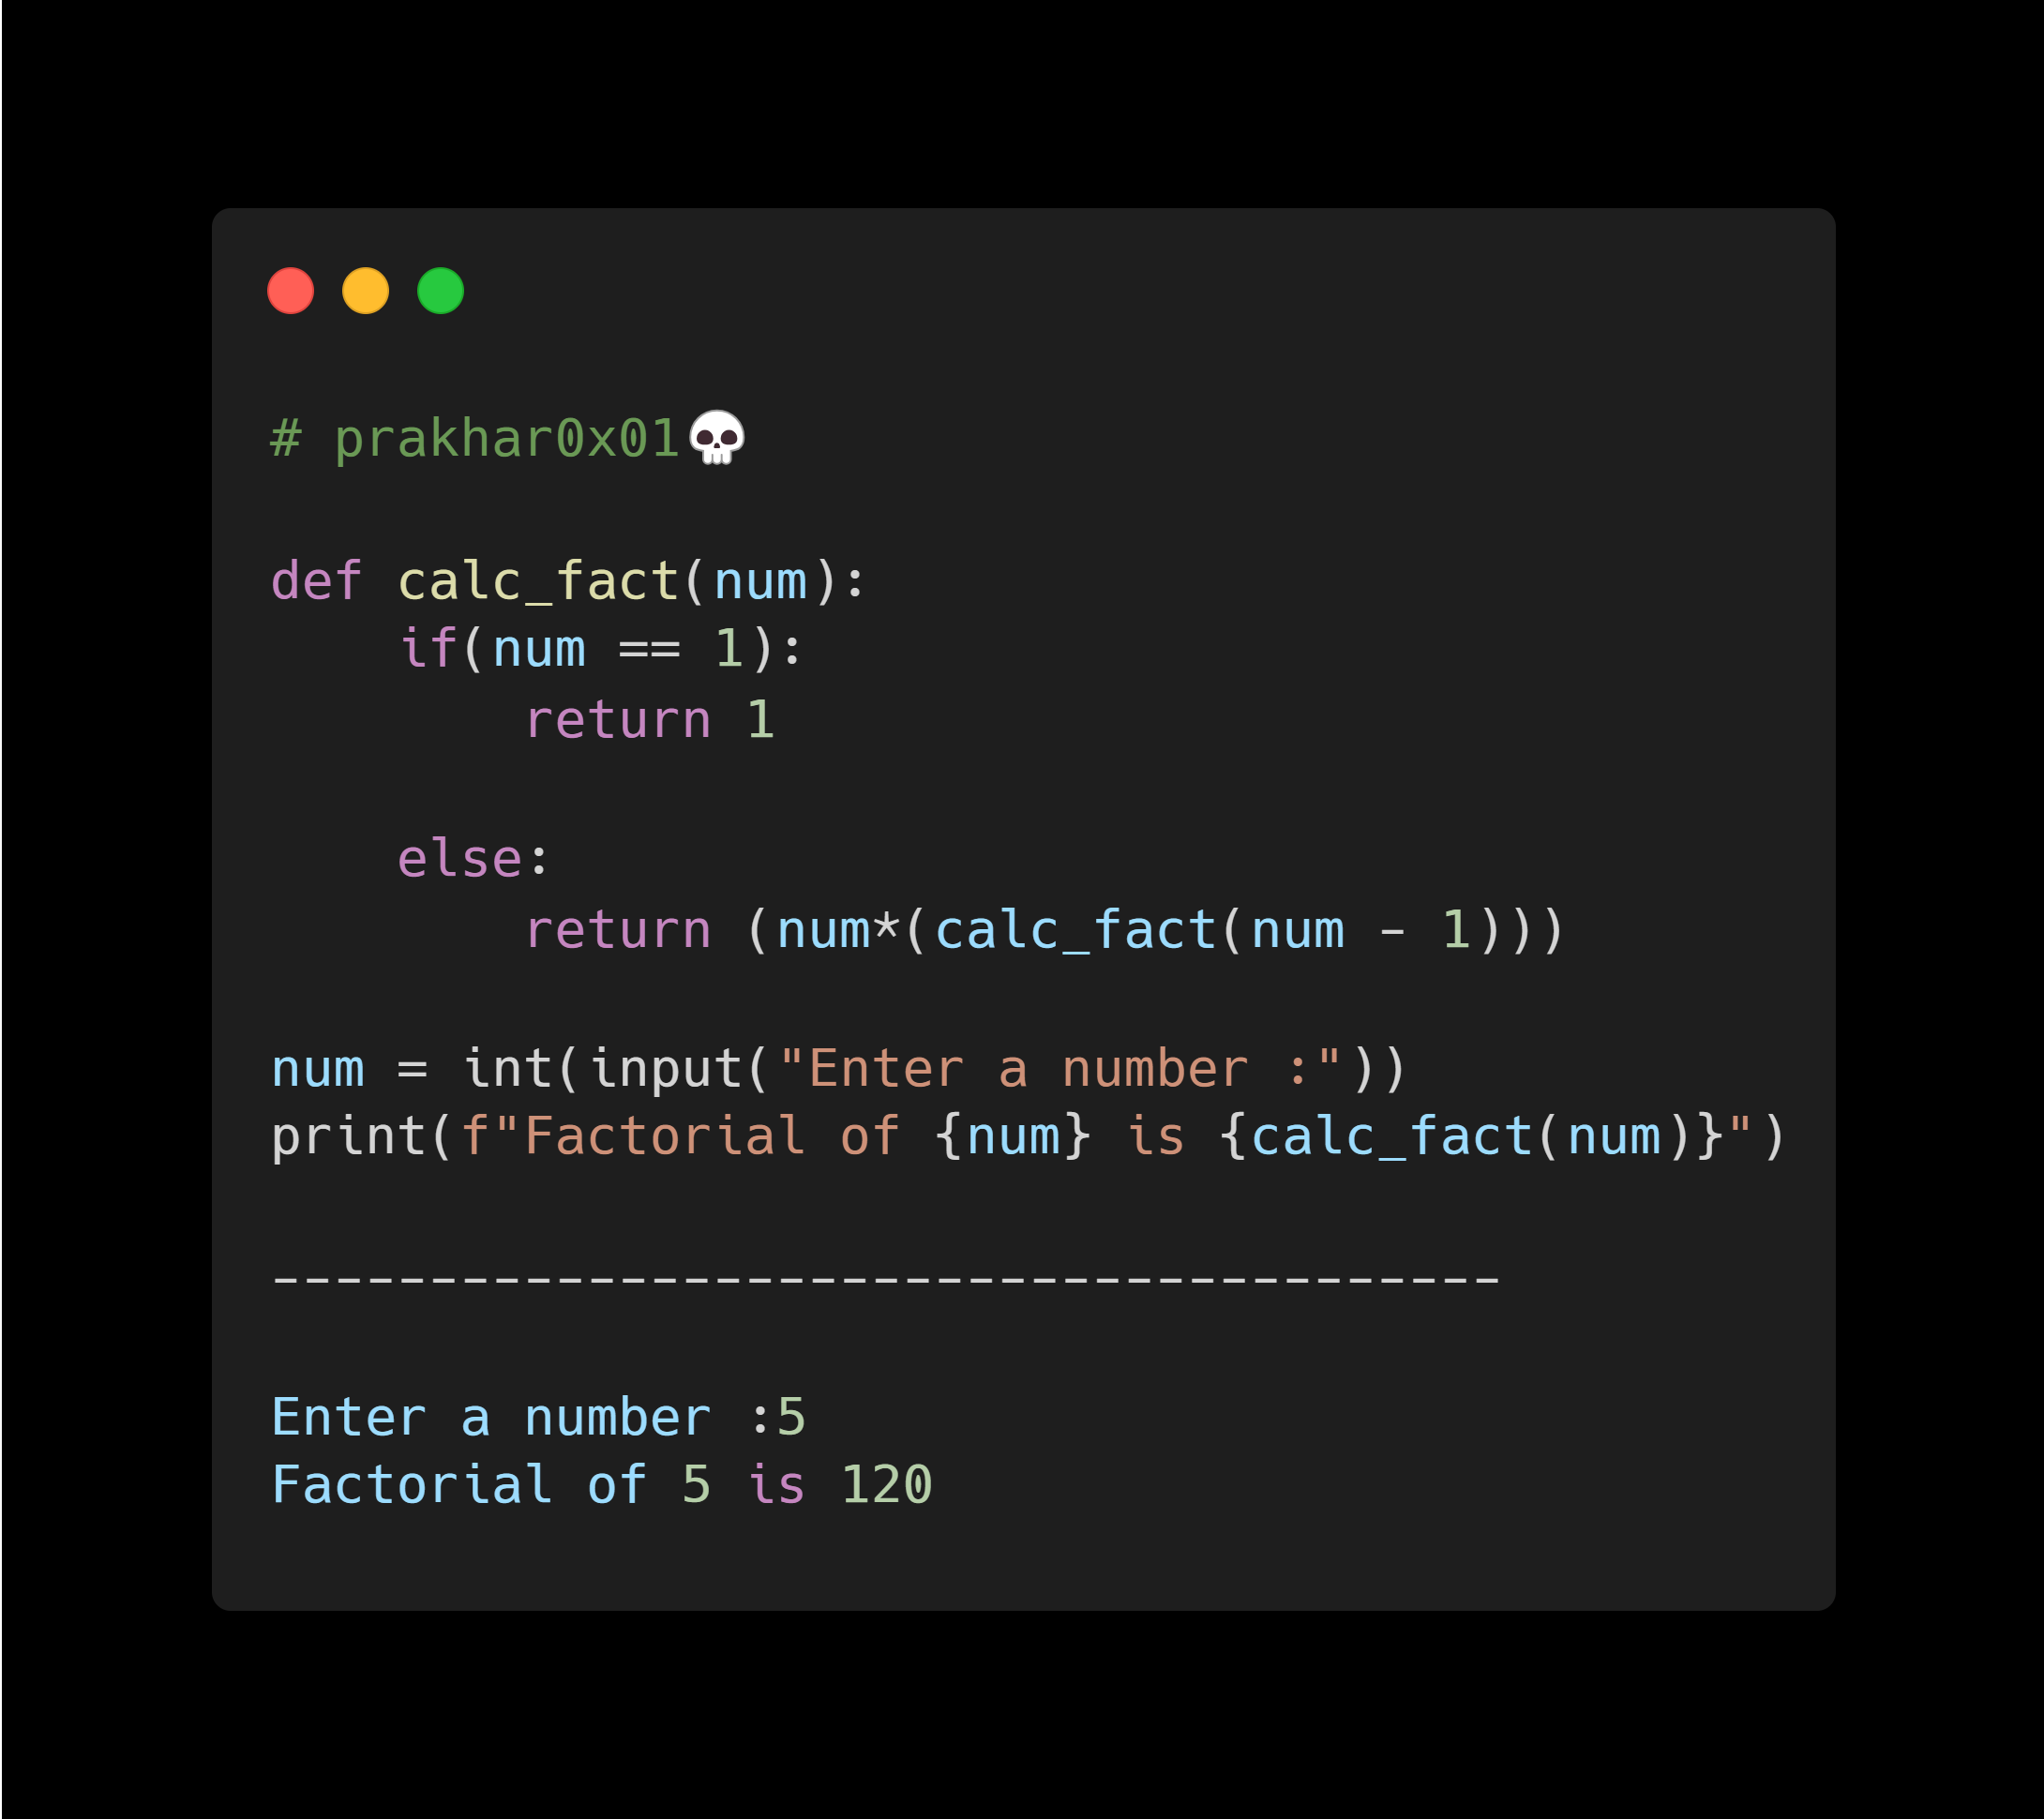 # prakhar0x01💀
def calc_fact(num):
    if(num == 1):
        return 1
    else:
        return (num*(calc_fact(num - 1)))
num = int(input("Enter a number :"))
print(f"Factorial of {num} is {calc_fact(num)}")
---------------------------------------
Enter a number :5
Factorial of 5 is 120